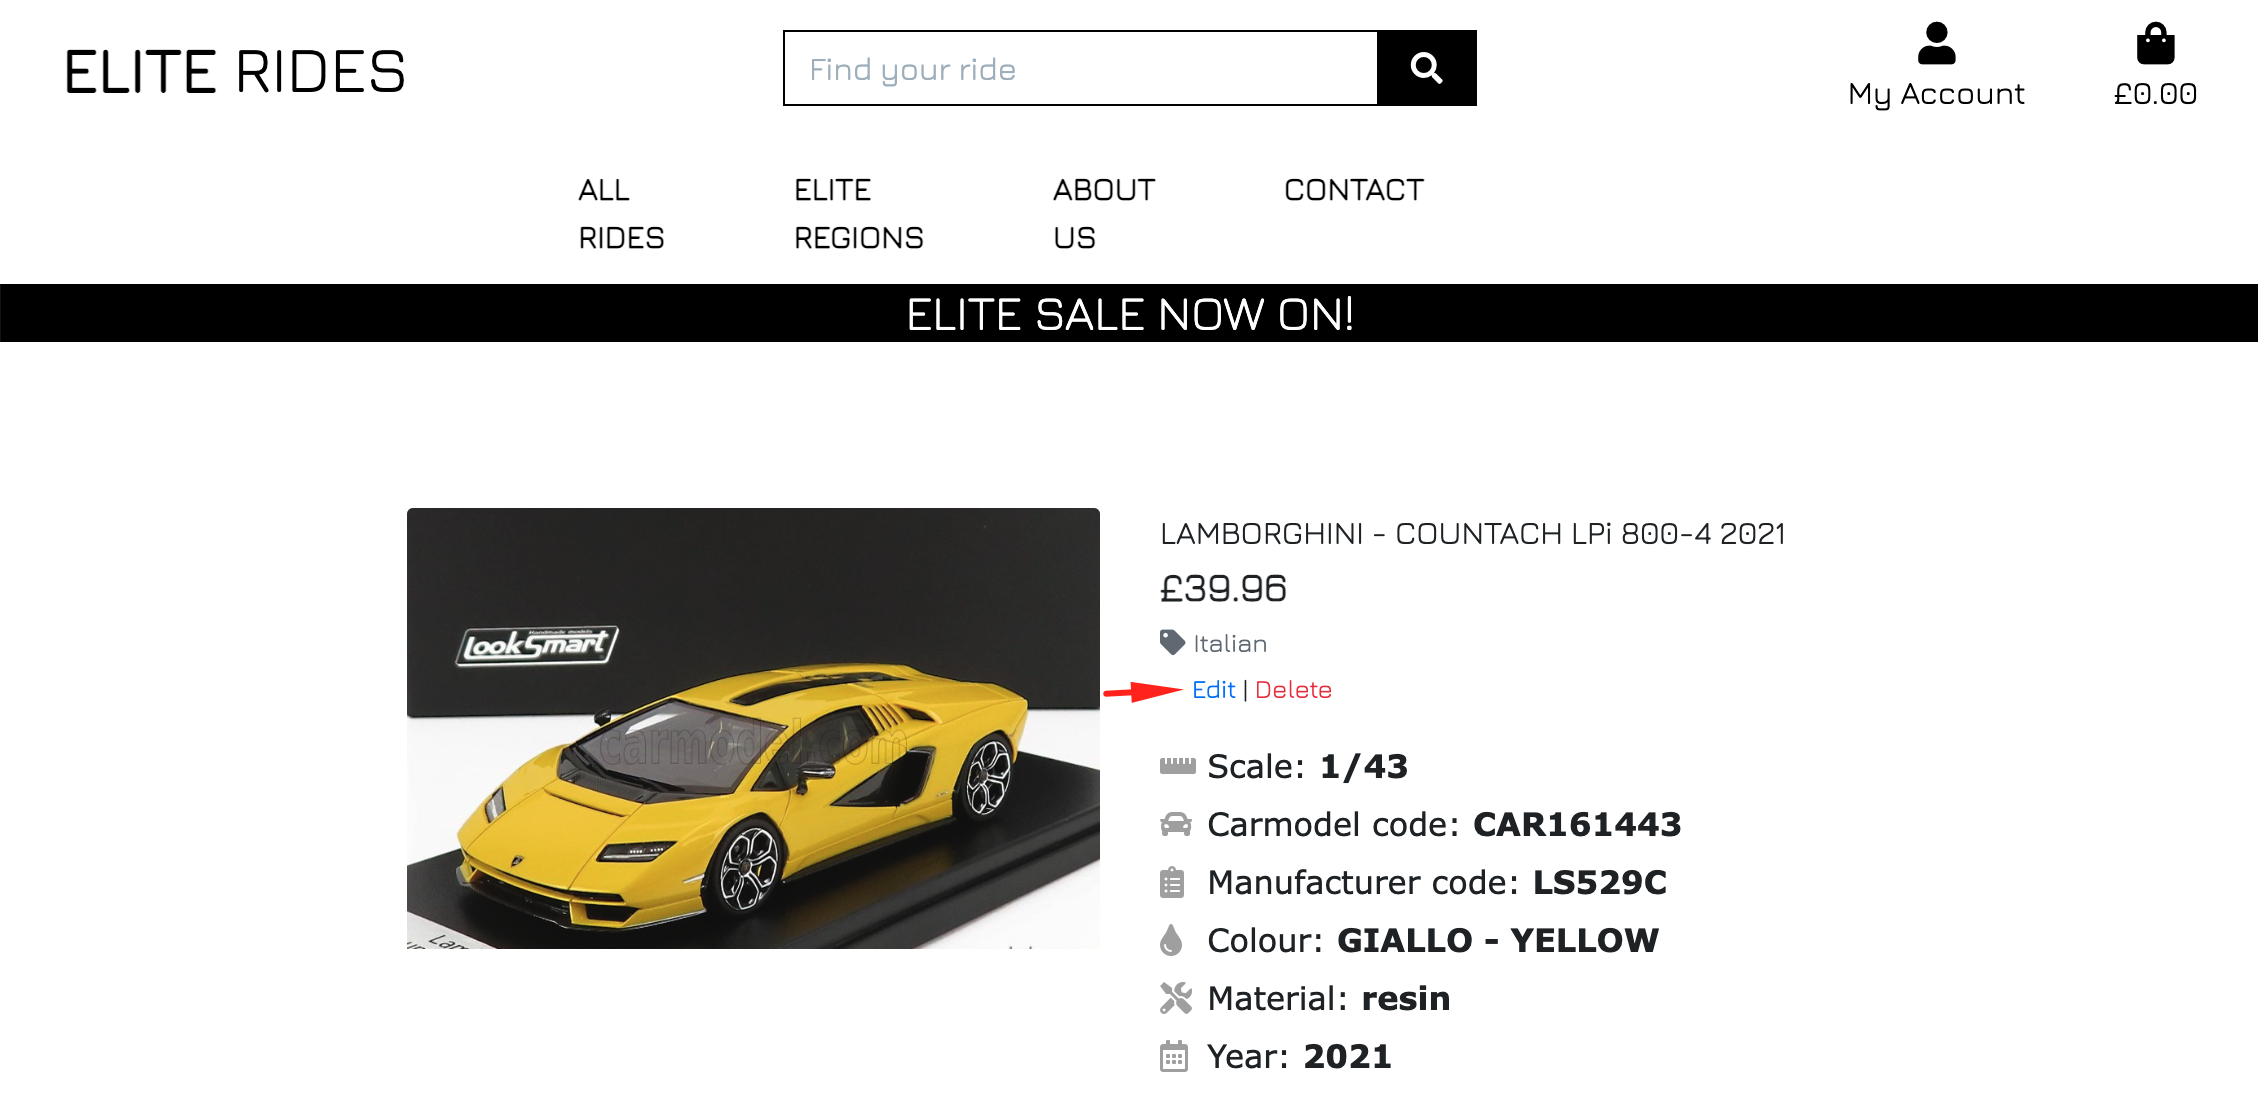 ELITE RIDES
Find your ride
My Account
£0.00
ALL RIDES
ELITE REGIONS
ABOUT US
CONTACT
ELITE SALE NOW ON!
Handmade models
LookSmart
carmodel.com
LAMBORGHINI - COUNTACH LPi 800-4 2021
£39.96
Italian
Edit | Delete
Scale: 1/43
Carmodel code: CAR161443
Manufacturer code: LS529C
Colour: GIALLO - YELLOW
Material: resin
Year: 2021